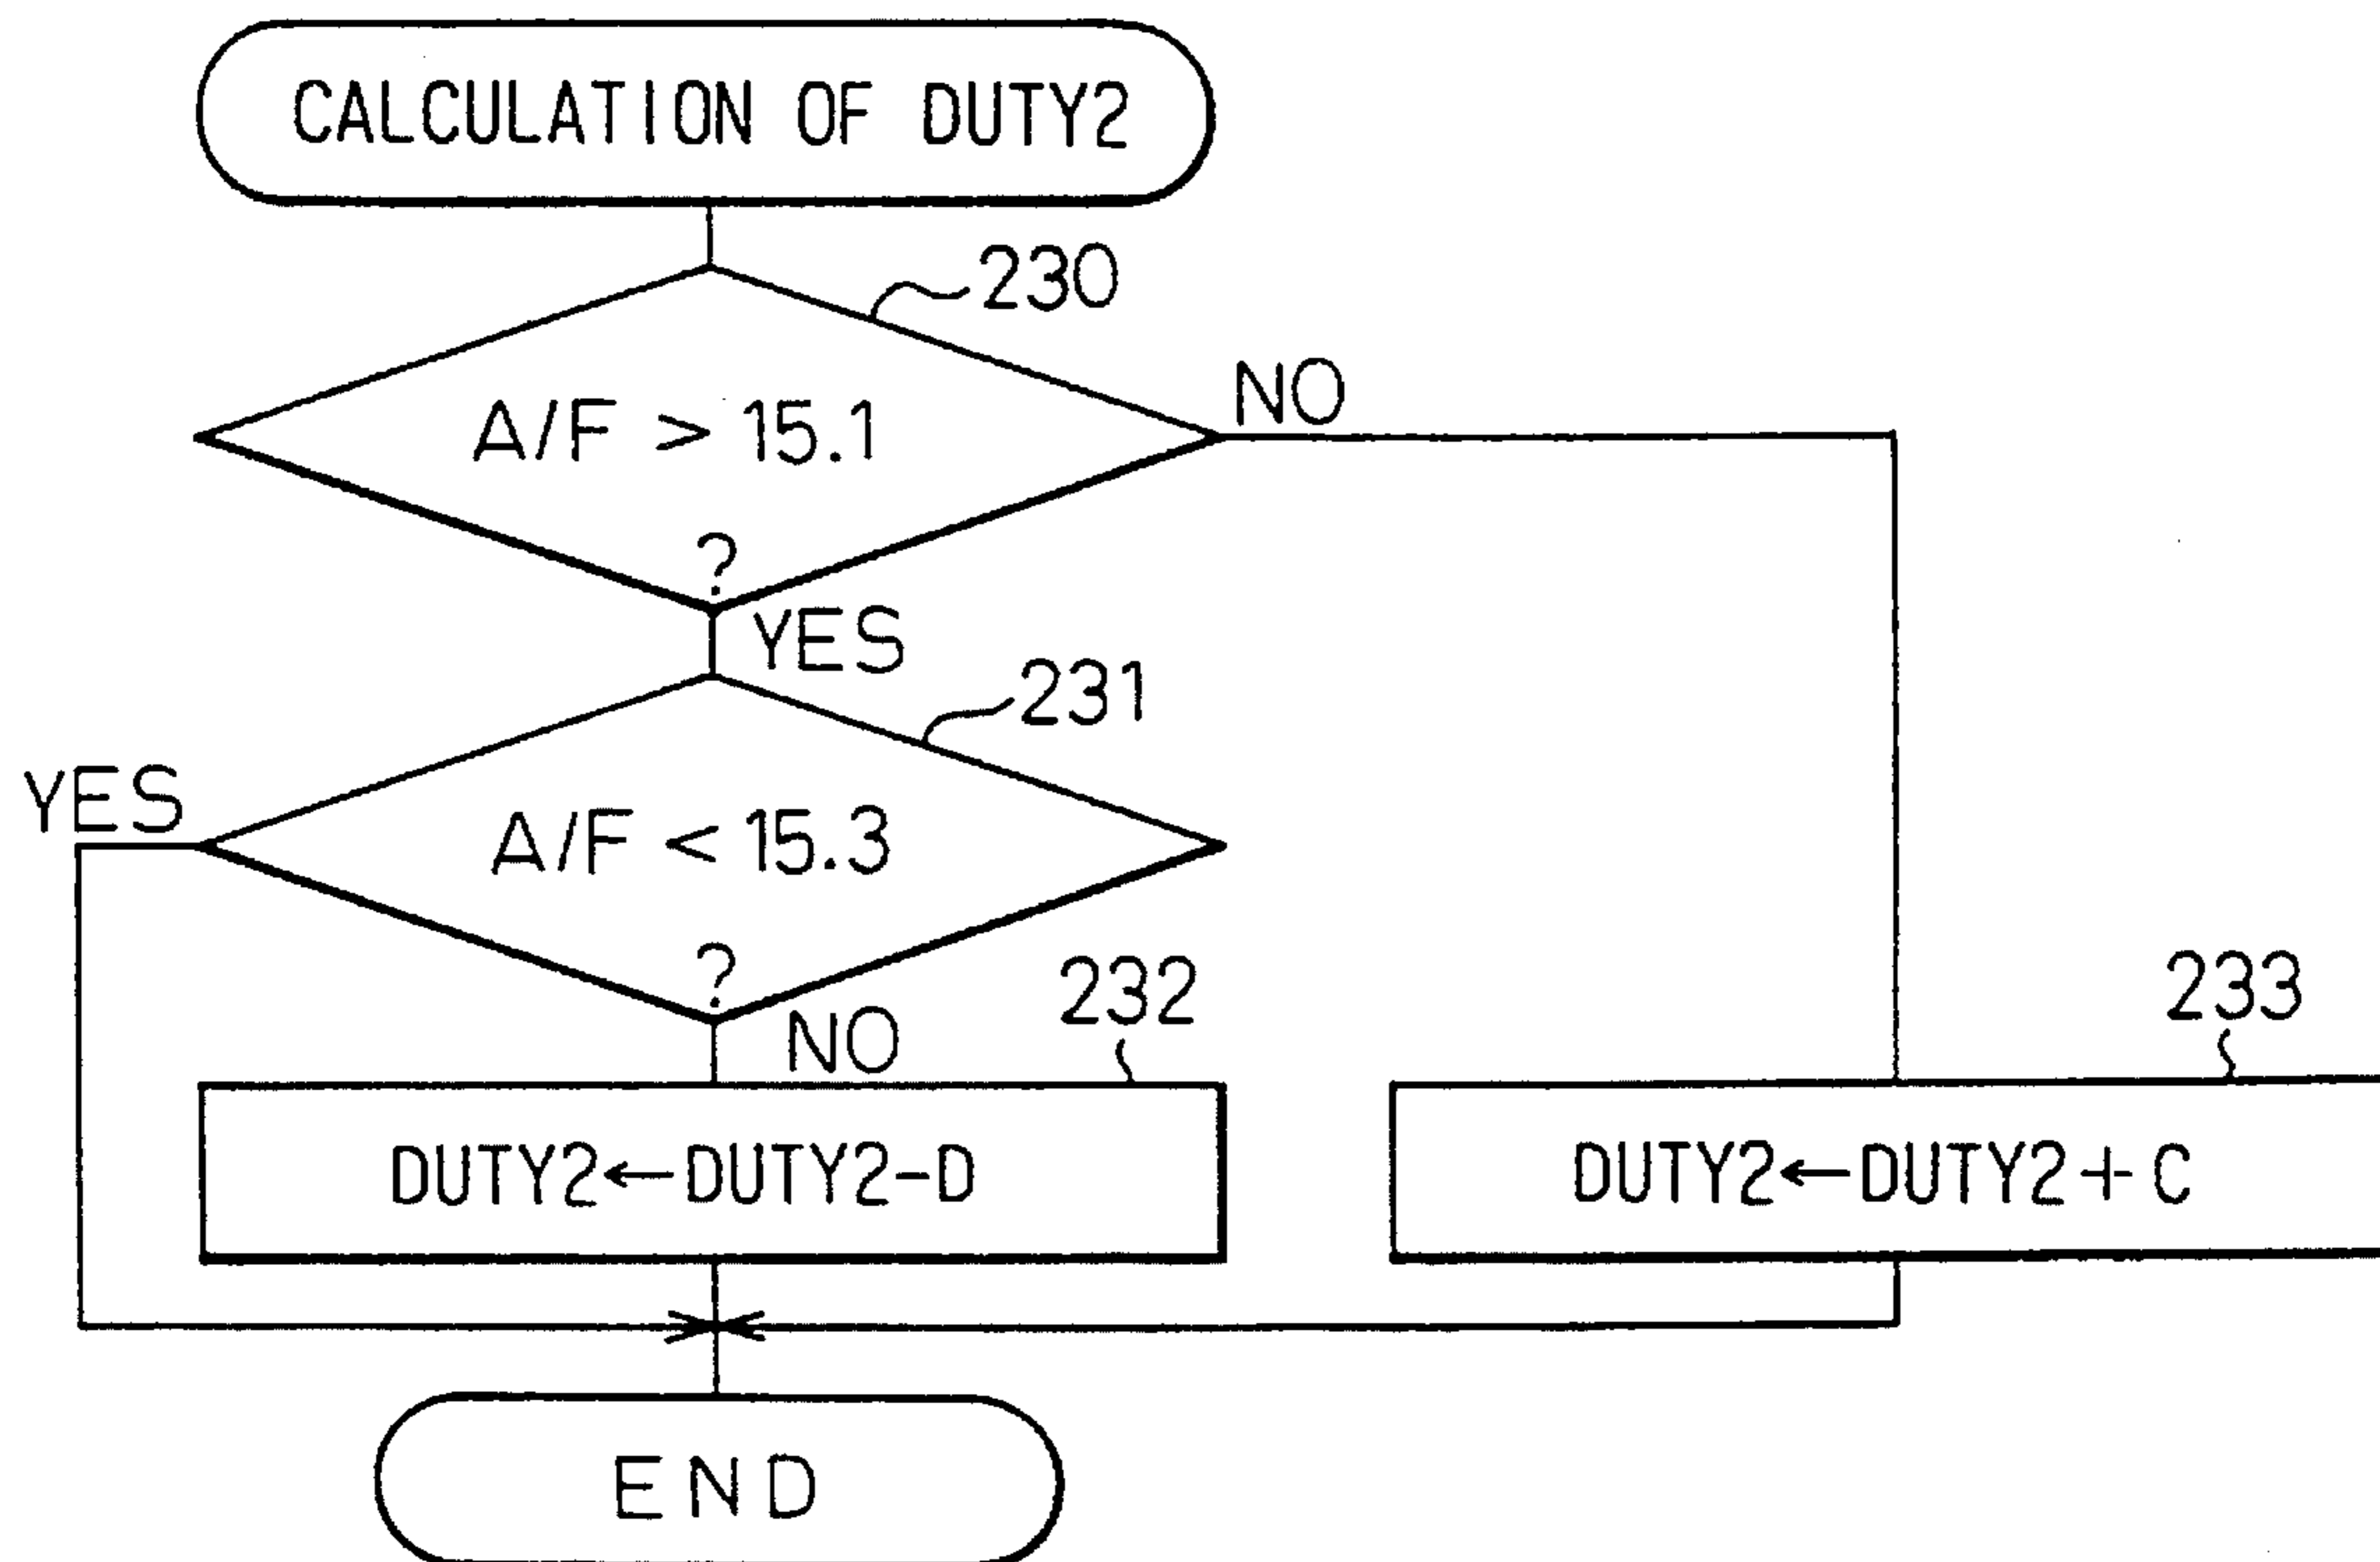 CALCULATION OF DUTY2
230
A/F > 15.1
?
NO
YES
231
YES
A/F < 15.3
?
NO
232
233
DUTY2←DUTY2-D
DUTY2←DUTY2+C
END